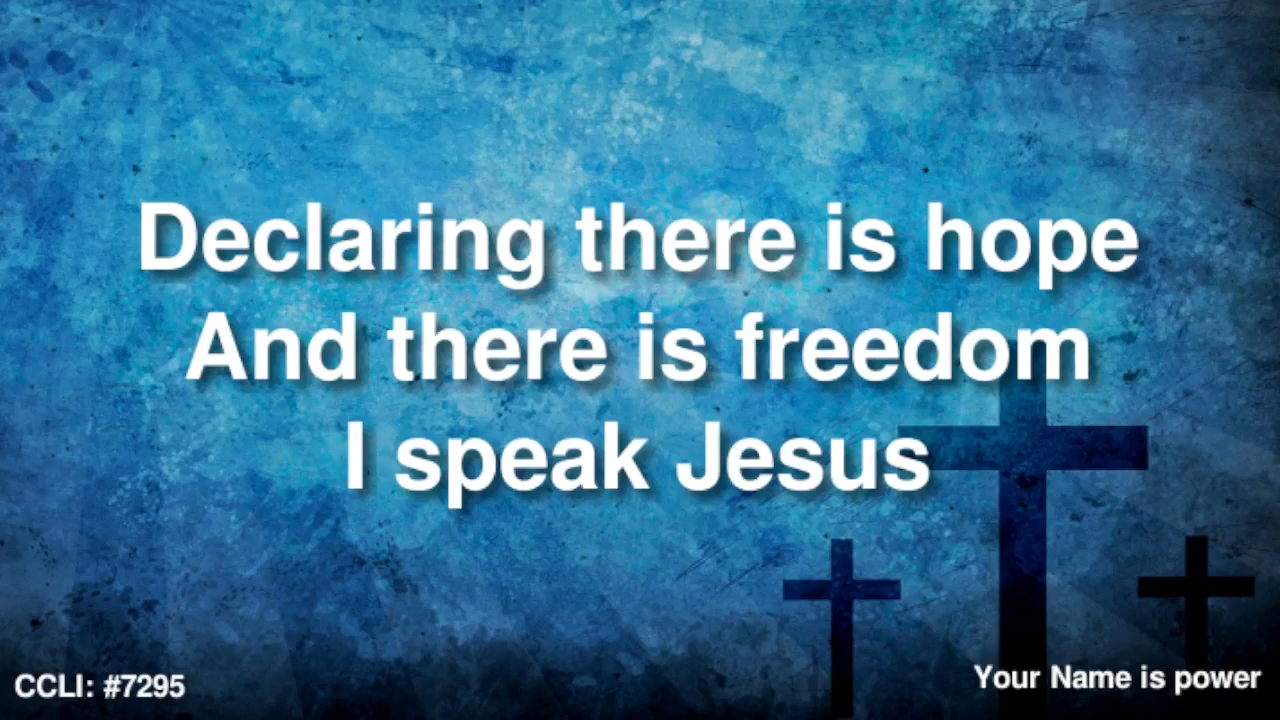 Declaring there is hope
And there is freedom
I speak Jesus
CCLI: #7295
Your Name is power